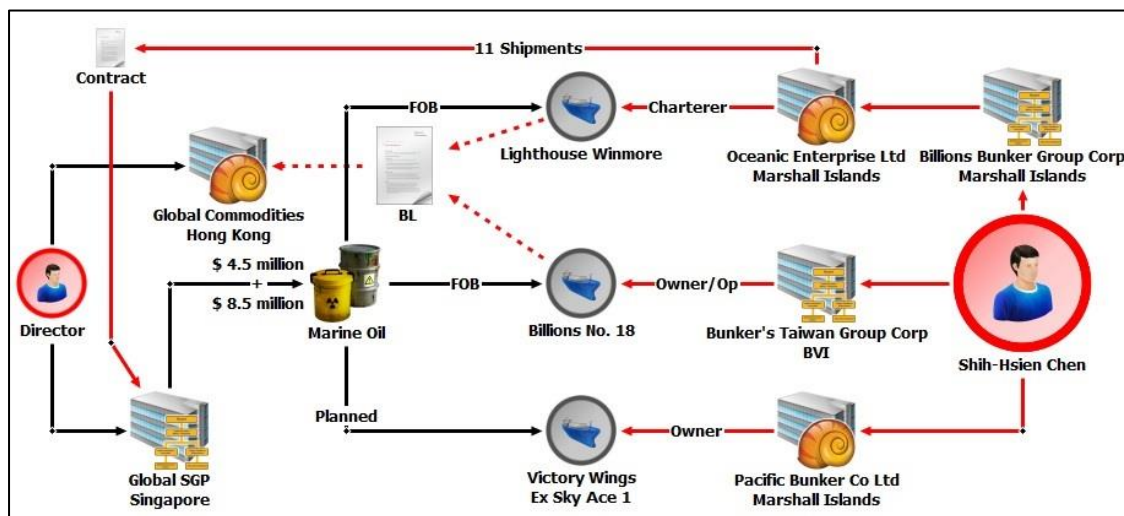 11 Shipments
Contract
FOB
Charterer
Lighthouse Winmore
Oceanic Enterprise Ltd
Marshall Islands
Billions Bunker Group Corp
Marshall Islands
Global Commodities
Hong Kong
BL
$ 4.5 million
+
$ 8.5 million
Director
Marine Oil
FOB
Billions No. 18
Owner/Op
Bunker's Taiwan Group Corp
BVI
Shih-Hsien Chen
Planned
Global SGP
Singapore
Victory Wings
Ex Sky Ace 1
Owner
Pacific Bunker Co Ltd
Marshall Islands